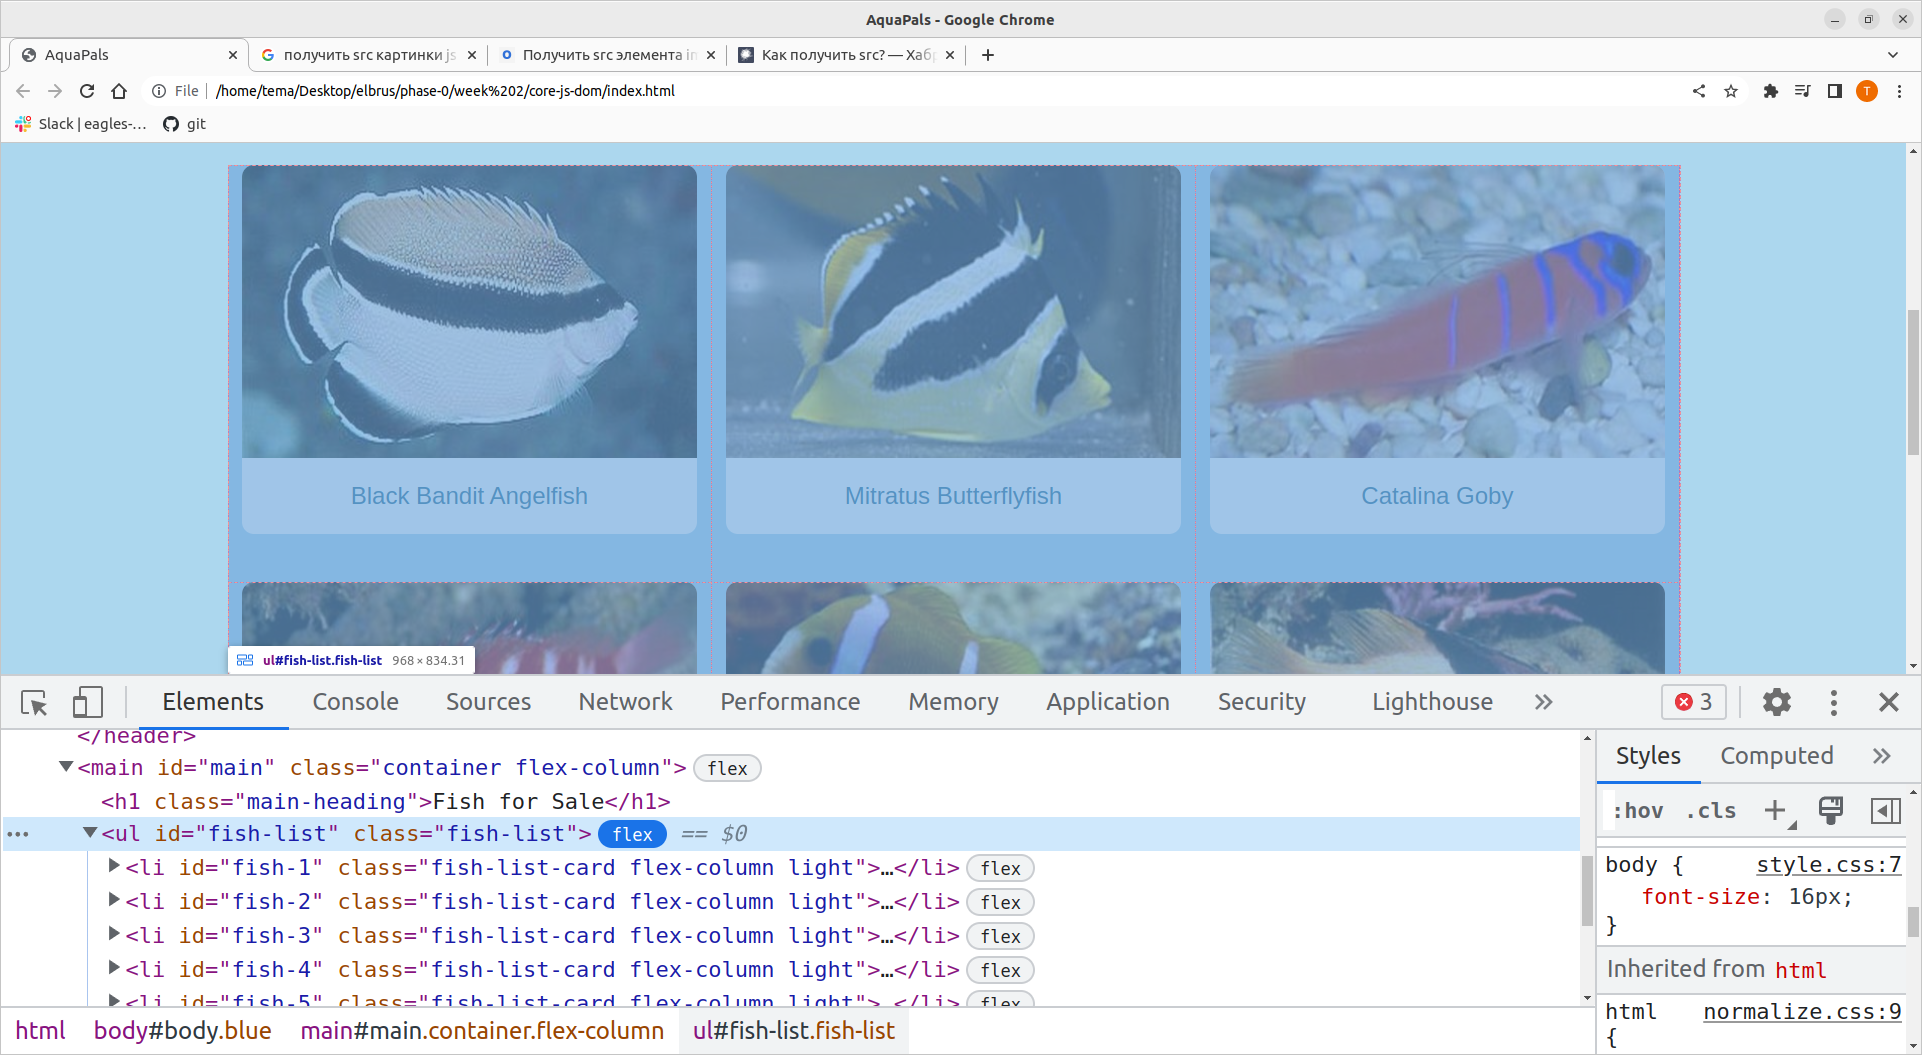 AquaPals - Google Chrome
AquaPals
получить src картинки js
Получить src элемента im
Как получить src? — Хаб
File
/home/tema/Desktop/elbrus/phase-0/week%202/core-js-dom/index.html
T
Slack | eagles-...
git
Black Bandit Angelfish
Mitratus Butterflyfish
Catalina Goby
ul#fish-list.fish-list 968 × 834.31
Elements
Console
Sources
Network
Performance
Memory
Application
Security
Lighthouse
3
</header>
<main id="main" class="container flex-column"> flex
<h1 class="main-heading">Fish for Sale</h1>
<ul id="fish-list" class="fish-list"> flex == $0
<li id="fish-1" class="fish-list-card flex-column light">…</li> flex
<li id="fish-2" class="fish-list-card flex-column light">…</li> flex
<li id="fish-3" class="fish-list-card flex-column light">…</li> flex
<li id="fish-4" class="fish-list-card flex-column light">…</li> flex
<li id="fish-5" class="fish-list-card flex-column light">…</li> flex
html
body#body.blue
main#main.container.flex-column
ul#fish-list.fish-list
Styles
Computed
:hov
.cls
body {
style.css:7
font-size: 16px;
}
Inherited from html
html
normalize.css:9
{